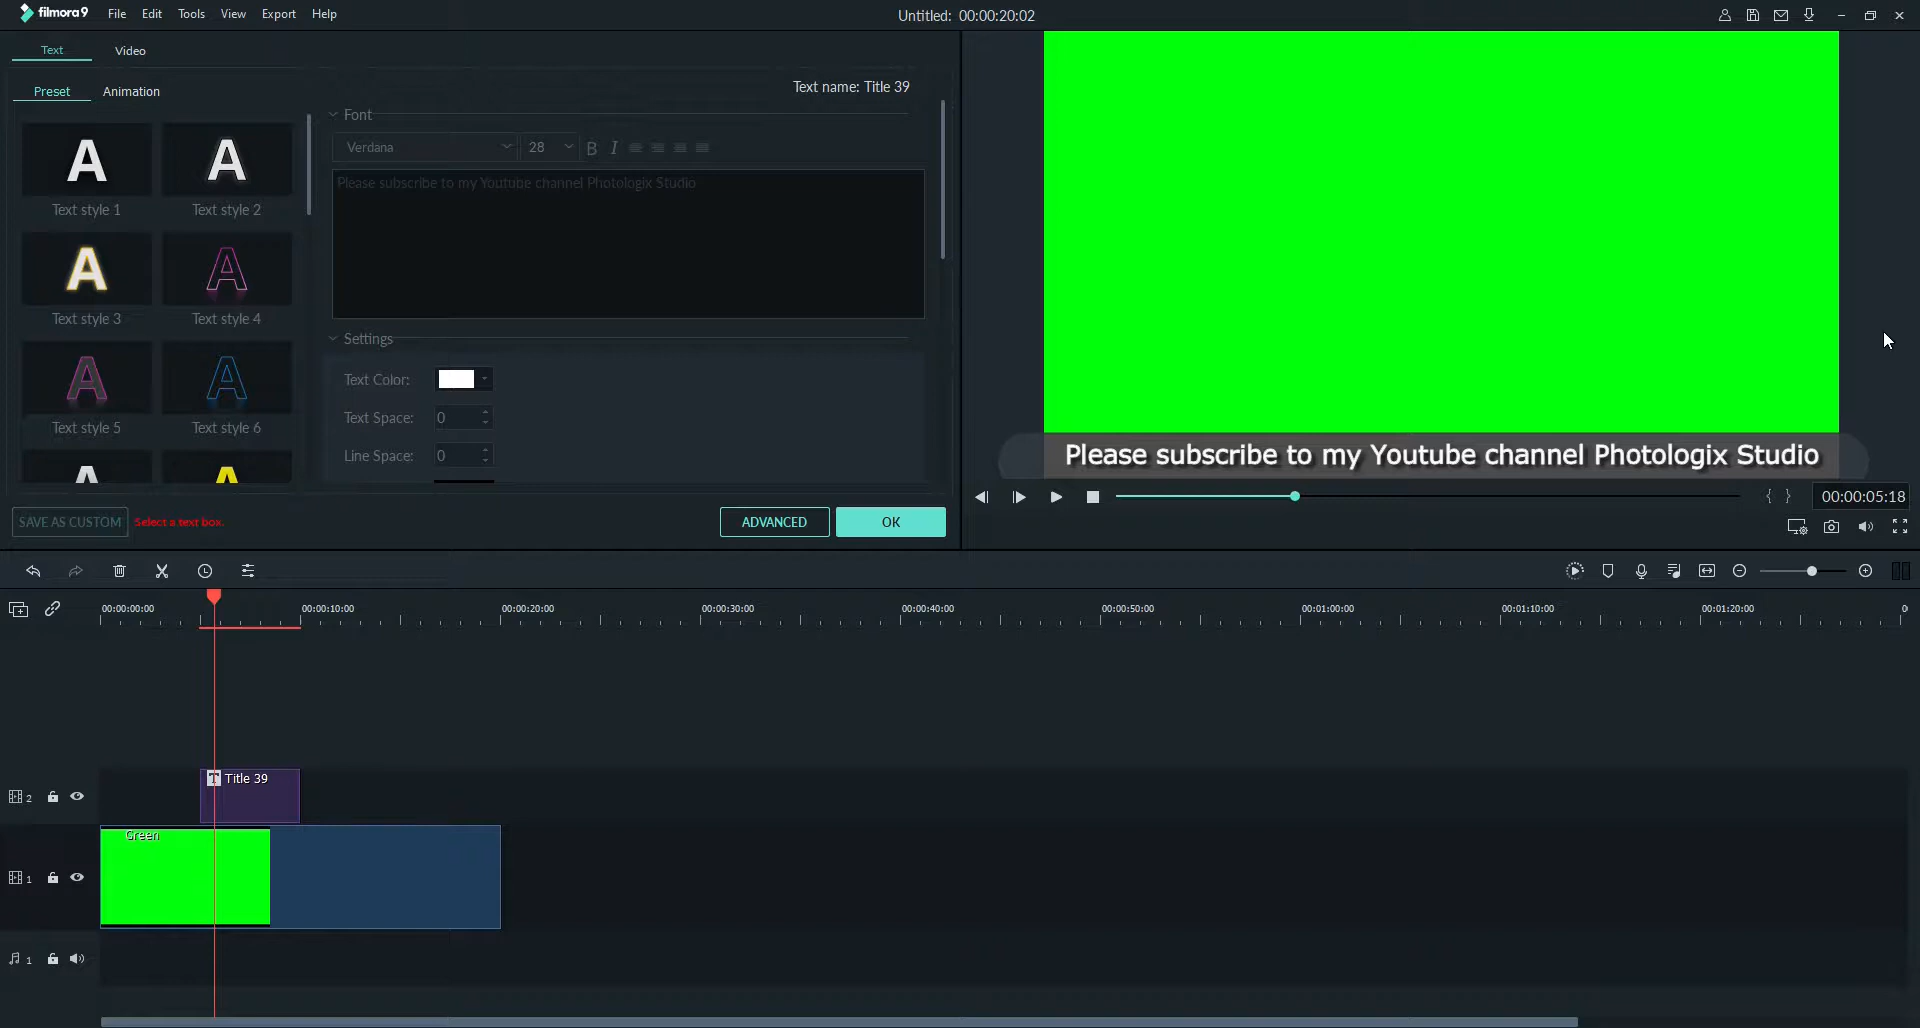 filmora9 File Edit Tools View Export Help
Untitled: 00:00:20:02
Text Video
Preset Animation
Text name: Title 39
Font
Verdana 28 B I
Please subscribe to my Youtube channel Photologix Studio
A A
Text style 1 Text style 2
A A
Text style 3 Text style 4
A A
Text style 5 Text style 6
Settings
Text Color:
Text Space: 0
Line Space: 0
SAVE AS CUSTOM Select a text box. ADVANCED OK
Please subscribe to my Youtube channel Photologix Studio
{ } 00:00:05:18
00:00:00:00 00:00:10:00 00:00:20:00 00:00:30:00 00:00:40:00 00:00:50:00 00:01:00:00 00:01:10:00 00:01:20:00
T Title 39
2
Green
1
1